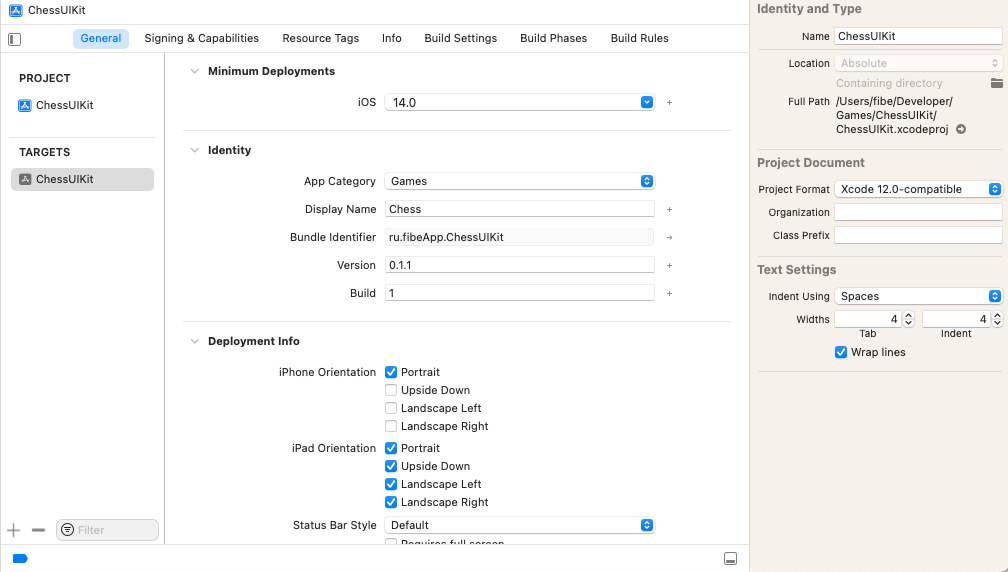 ChessUIKit
General Signing & Capabilities Resource Tags Info Build Settings Build Phases Build Rules
PROJECT
ChessUIKit
TARGETS
ChessUIKit
Filter
Minimum Deployments
iOS 14.0
Identity
App Category Games
Display Name Chess
Bundle Identifier ru.fibeApp.ChessUIKit
Version 0.1.1
Build 1
Deployment Info
iPhone Orientation Portrait
Upside Down
Landscape Left
Landscape Right
iPad Orientation Portrait
Upside Down
Landscape Left
Landscape Right
Status Bar Style Default
Requires full screen
Identity and Type
Name ChessUIKit
Location Absolute
Containing directory
Full Path /Users/fibe/Developer/
Games/ChessUIKit/
ChessUIKit.xcodeproj
Project Document
Project Format Xcode 12.0-compatible
Organization
Class Prefix
Text Settings
Indent Using Spaces
Widths 4 4
Tab Indent
Wrap lines